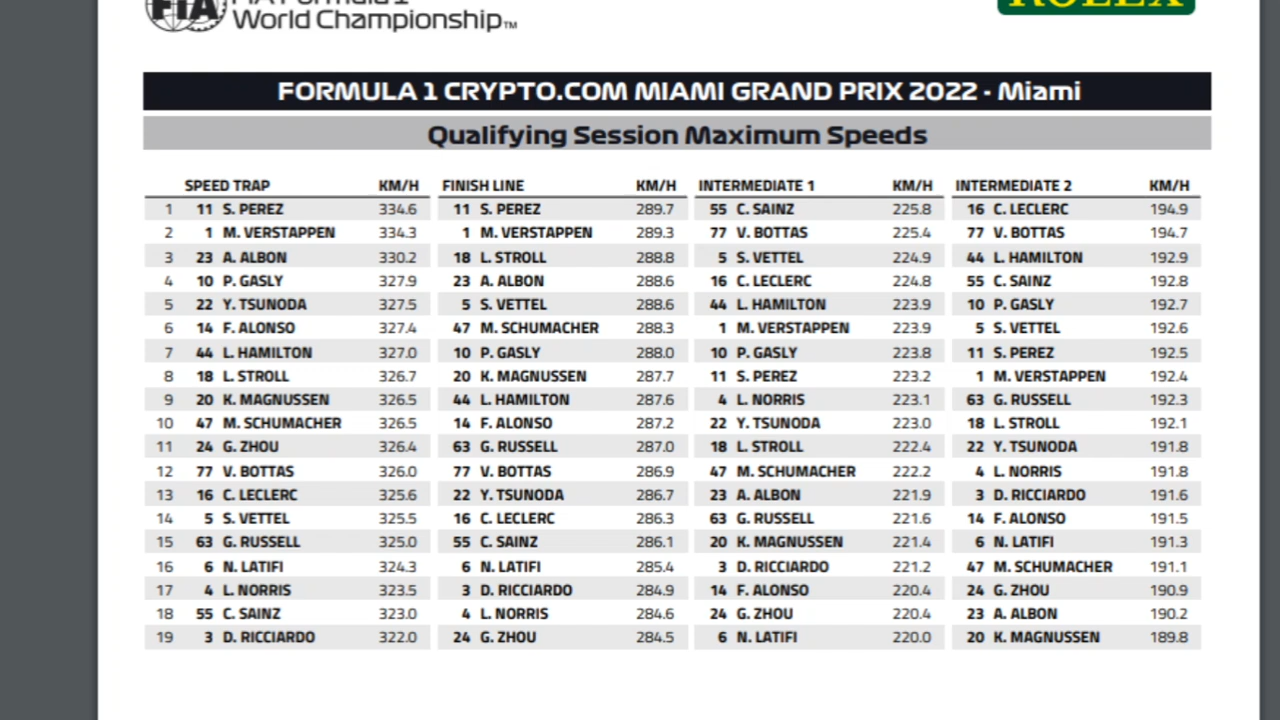 FIA FIA Formula 1
World Championship™
ROLEX
FORMULA 1 CRYPTO.COM MIAMI GRAND PRIX 2022 - Miami
Qualifying Session Maximum Speeds
SPEED TRAP KM/H FINISH LINE KM/H INTERMEDIATE 1 KM/H INTERMEDIATE 2 KM/H
1 11 S. PEREZ 334.6 11 S. PEREZ 289.7 55 C. SAINZ 225.8 16 C. LECLERC 194.9
2 1 M. VERSTAPPEN 334.3 1 M. VERSTAPPEN 289.3 77 V. BOTTAS 225.4 77 V. BOTTAS 194.7
3 23 A. ALBON 330.2 18 L. STROLL 288.8 5 S. VETTEL 224.9 44 L. HAMILTON 192.9
4 10 P. GASLY 327.9 23 A. ALBON 288.6 16 C. LECLERC 224.8 55 C. SAINZ 192.8
5 22 Y. TSUNODA 327.5 5 S. VETTEL 288.6 44 L. HAMILTON 223.9 10 P. GASLY 192.7
6 14 F. ALONSO 327.4 47 M. SCHUMACHER 288.3 1 M. VERSTAPPEN 223.9 5 S. VETTEL 192.6
7 44 L. HAMILTON 327.0 10 P. GASLY 288.0 10 P. GASLY 223.8 11 S. PEREZ 192.5
8 18 L. STROLL 326.7 20 K. MAGNUSSEN 287.7 11 S. PEREZ 223.2 1 M. VERSTAPPEN 192.4
9 20 K. MAGNUSSEN 326.5 44 L. HAMILTON 287.6 4 L. NORRIS 223.1 63 G. RUSSELL 192.3
10 47 M. SCHUMACHER 326.5 14 F. ALONSO 287.2 22 Y. TSUNODA 223.0 18 L. STROLL 192.1
11 24 G. ZHOU 326.4 63 G. RUSSELL 287.0 18 L. STROLL 222.4 22 Y. TSUNODA 191.8
12 77 V. BOTTAS 326.0 77 V. BOTTAS 286.9 47 M. SCHUMACHER 222.2 4 L. NORRIS 191.8
13 16 C. LECLERC 325.6 22 Y. TSUNODA 286.7 23 A. ALBON 221.9 3 D. RICCIARDO 191.6
14 5 S. VETTEL 325.5 16 C. LECLERC 286.3 63 G. RUSSELL 221.6 14 F. ALONSO 191.5
15 63 G. RUSSELL 325.0 55 C. SAINZ 286.1 20 K. MAGNUSSEN 221.4 6 N. LATIFI 191.3
16 6 N. LATIFI 324.3 6 N. LATIFI 285.4 3 D. RICCIARDO 221.2 47 M. SCHUMACHER 191.1
17 4 L. NORRIS 323.5 3 D. RICCIARDO 284.9 14 F. ALONSO 220.4 24 G. ZHOU 190.9
18 55 C. SAINZ 323.0 4 L. NORRIS 284.6 24 G. ZHOU 220.4 23 A. ALBON 190.2
19 3 D. RICCIARDO 322.0 24 G. ZHOU 284.5 6 N. LATIFI 220.0 20 K. MAGNUSSEN 189.8